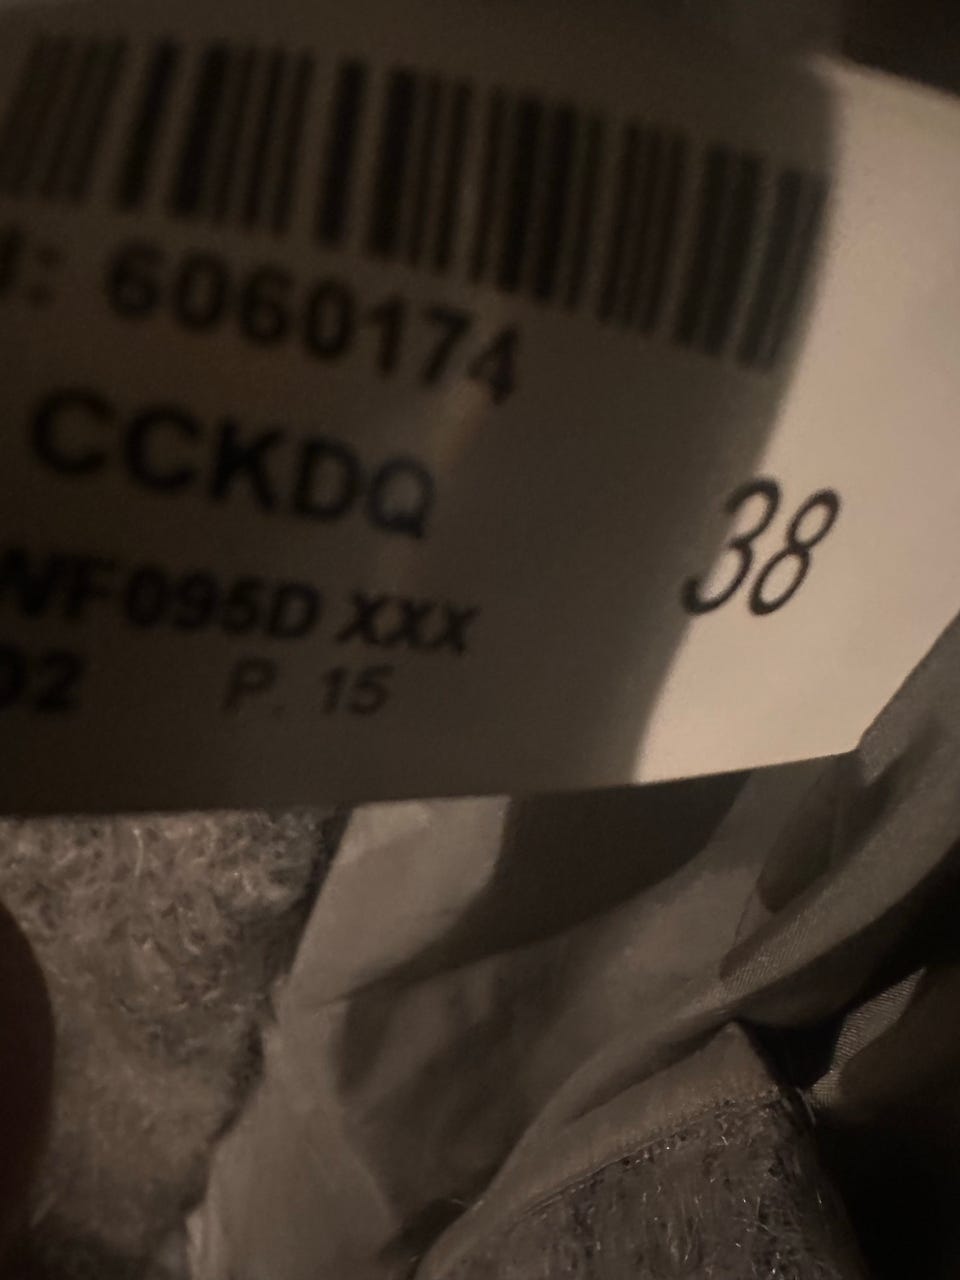 : 6060174
CCKDQ
38
WF095D XXX
02 P. 15